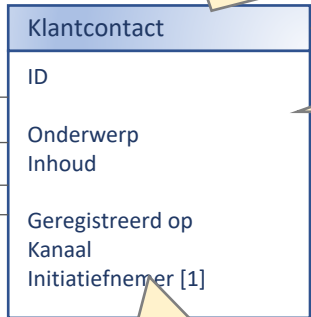 Klantcontact
ID
Onderwerp
Inhoud
Geregistreerd op
Kanaal
Initiatiefnemer [1]